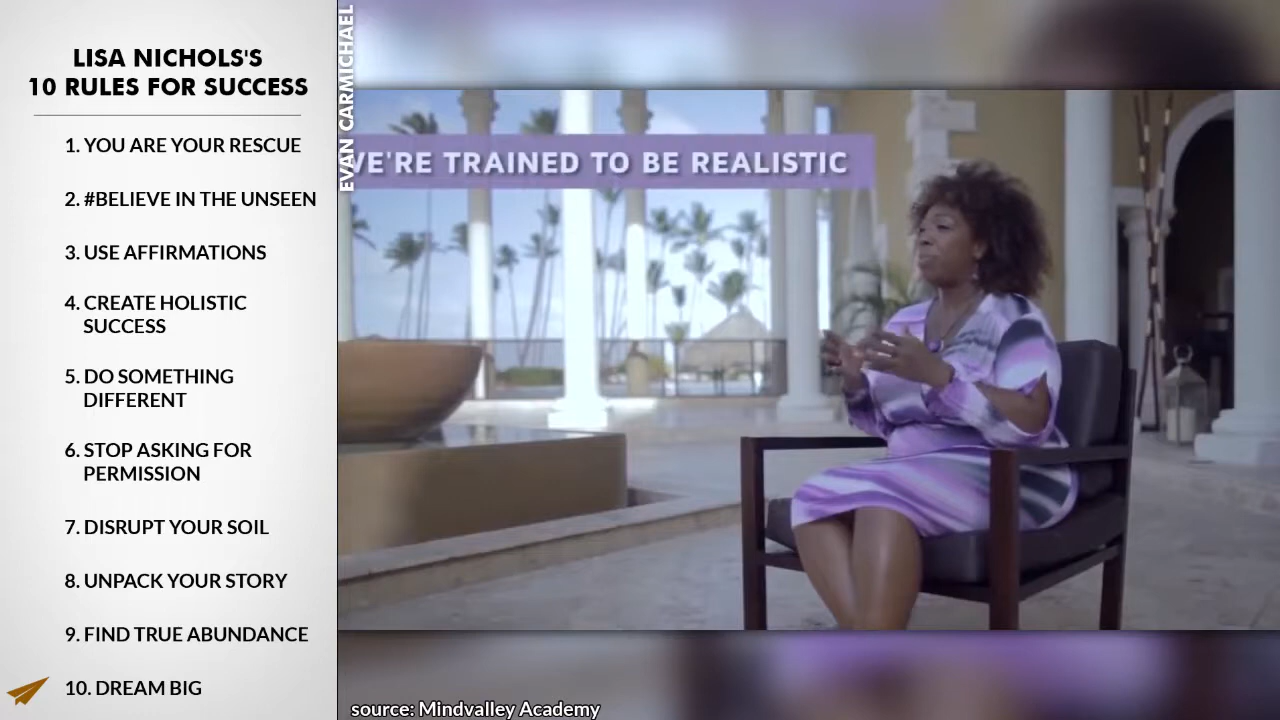 LISA NICHOLS'S
10 RULES FOR SUCCESS
1. YOU ARE YOUR RESCUE
2. #BELIEVE IN THE UNSEEN
3. USE AFFIRMATIONS
4. CREATE HOLISTIC
SUCCESS
5. DO SOMETHING
DIFFERENT
6. STOP ASKING FOR
PERMISSION
7. DISRUPT YOUR SOIL
8. UNPACK YOUR STORY
9. FIND TRUE ABUNDANCE
10. DREAM BIG
EVAN CARMICHAEL
WE'RE TRAINED TO BE REALISTIC
source: Mindvalley Academy